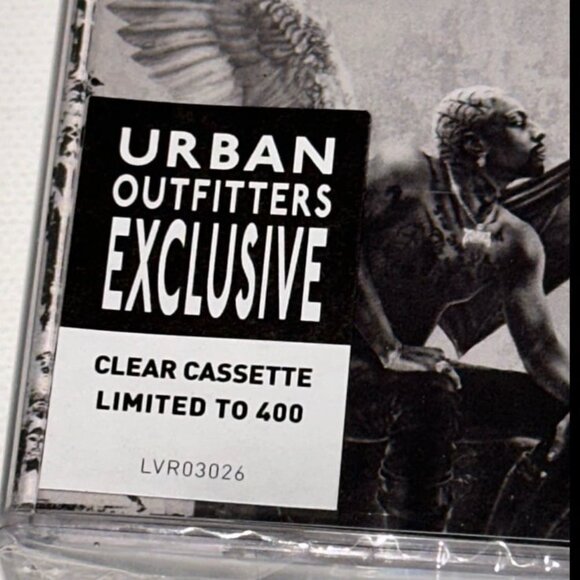 URBAN
OUTFITTERS
EXCLUSIVE
CLEAR CASSETTE
LIMITED TO 400
LVR03026